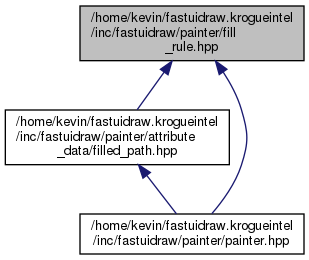 /home/kevin/fastuidraw.krogueintel
/inc/fastuidraw/painter/fill
_rule.hpp
/home/kevin/fastuidraw.krogueintel
/inc/fastuidraw/painter/attribute
_data/filled_path.hpp
/home/kevin/fastuidraw.krogueintel
/inc/fastuidraw/painter/painter.hpp